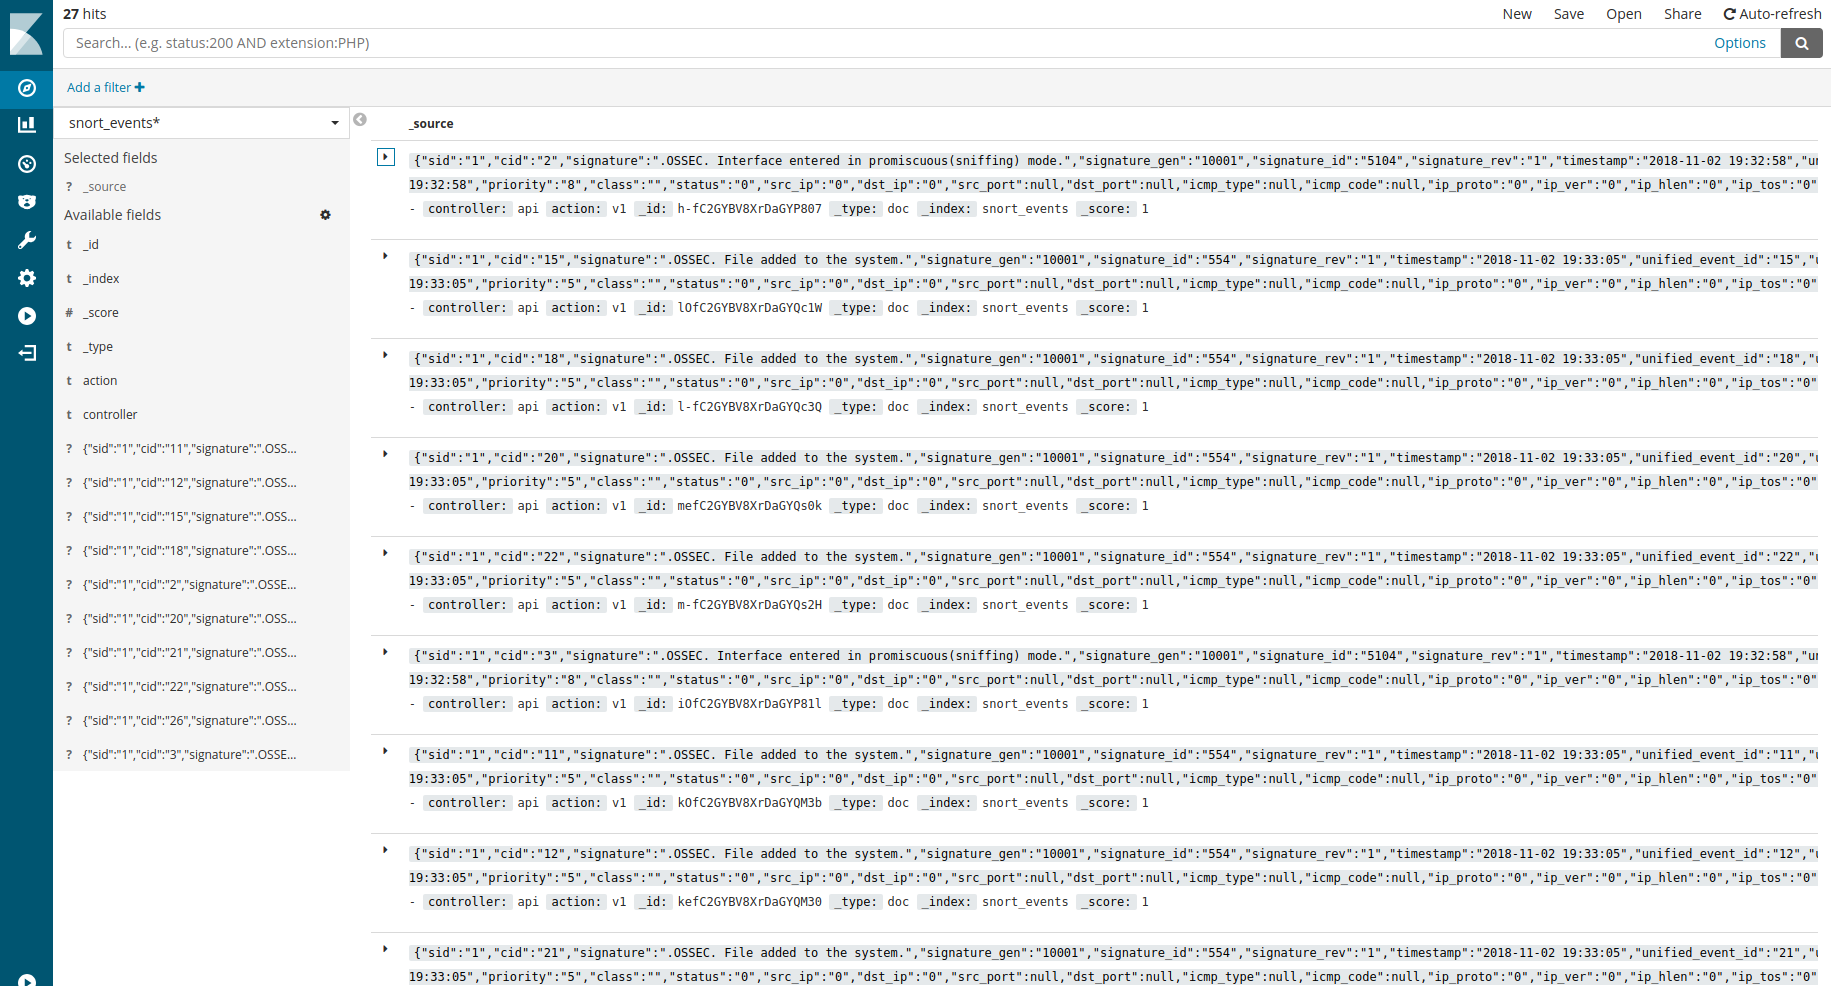 27 hits
New Save Open Share Auto-refresh
Search... (e.g. status:200 AND extension:PHP)
Options
Add a filter +
snort_events*
Selected fields
? _source
Available fields
t _id
t _index
# _score
t _type
t action
t controller
? {"sid":"1","cid":"11","signature":".OSS...
? {"sid":"1","cid":"12","signature":".OSS...
? {"sid":"1","cid":"15","signature":".OSS...
? {"sid":"1","cid":"18","signature":".OSS...
? {"sid":"1","cid":"2","signature":".OSSE...
? {"sid":"1","cid":"20","signature":".OSS...
? {"sid":"1","cid":"21","signature":".OSS...
? {"sid":"1","cid":"22","signature":".OSS...
? {"sid":"1","cid":"26","signature":".OSS...
? {"sid":"1","cid":"3","signature":".OSSE...
_source
{"sid":"1","cid":"2","signature":".OSSEC. Interface entered in promiscuous(sniffing) mode.","signature_gen":"10001","signature_id":"5104","signature_rev":"1","timestamp":"2018-11-02 19:32:58","un
19:32:58","priority":"8","class":"","status":"0","src_ip":"0","dst_ip":"0","src_port":null,"dst_port":null,"icmp_type":null,"icmp_code":null,"ip_proto":"0","ip_ver":"0","ip_hlen":"0","ip_tos":"0"
- controller: api action: v1 _id: h-fC2GYBV8XrDaGYP807 _type: doc _index: snort_events _score: 1
{"sid":"1","cid":"15","signature":".OSSEC. File added to the system.","signature_gen":"10001","signature_id":"554","signature_rev":"1","timestamp":"2018-11-02 19:33:05","unified_event_id":"15","u
19:33:05","priority":"5","class":"","status":"0","src_ip":"0","dst_ip":"0","src_port":null,"dst_port":null,"icmp_type":null,"icmp_code":null,"ip_proto":"0","ip_ver":"0","ip_hlen":"0","ip_tos":"0"
- controller: api action: v1 _id: lOfC2GYBV8XrDaGYQc1W _type: doc _index: snort_events _score: 1
{"sid":"1","cid":"18","signature":".OSSEC. File added to the system.","signature_gen":"10001","signature_id":"554","signature_rev":"1","timestamp":"2018-11-02 19:33:05","unified_event_id":"18","u
19:33:05","priority":"5","class":"","status":"0","src_ip":"0","dst_ip":"0","src_port":null,"dst_port":null,"icmp_type":null,"icmp_code":null,"ip_proto":"0","ip_ver":"0","ip_hlen":"0","ip_tos":"0"
- controller: api action: v1 _id: l-fC2GYBV8XrDaGYQc3Q _type: doc _index: snort_events _score: 1
{"sid":"1","cid":"20","signature":".OSSEC. File added to the system.","signature_gen":"10001","signature_id":"554","signature_rev":"1","timestamp":"2018-11-02 19:33:05","unified_event_id":"20","u
19:33:05","priority":"5","class":"","status":"0","src_ip":"0","dst_ip":"0","src_port":null,"dst_port":null,"icmp_type":null,"icmp_code":null,"ip_proto":"0","ip_ver":"0","ip_hlen":"0","ip_tos":"0"
- controller: api action: v1 _id: mefC2GYBV8XrDaGYQs0k _type: doc _index: snort_events _score: 1
{"sid":"1","cid":"22","signature":".OSSEC. File added to the system.","signature_gen":"10001","signature_id":"554","signature_rev":"1","timestamp":"2018-11-02 19:33:05","unified_event_id":"22","u
19:33:05","priority":"5","class":"","status":"0","src_ip":"0","dst_ip":"0","src_port":null,"dst_port":null,"icmp_type":null,"icmp_code":null,"ip_proto":"0","ip_ver":"0","ip_hlen":"0","ip_tos":"0"
- controller: api action: v1 _id: m-fC2GYBV8XrDaGYQs2H _type: doc _index: snort_events _score: 1
{"sid":"1","cid":"3","signature":".OSSEC. Interface entered in promiscuous(sniffing) mode.","signature_gen":"10001","signature_id":"5104","signature_rev":"1","timestamp":"2018-11-02 19:32:58","un
19:32:58","priority":"8","class":"","status":"0","src_ip":"0","dst_ip":"0","src_port":null,"dst_port":null,"icmp_type":null,"icmp_code":null,"ip_proto":"0","ip_ver":"0","ip_hlen":"0","ip_tos":"0"
- controller: api action: v1 _id: iOfC2GYBV8XrDaGYP81l _type: doc _index: snort_events _score: 1
{"sid":"1","cid":"11","signature":".OSSEC. File added to the system.","signature_gen":"10001","signature_id":"554","signature_rev":"1","timestamp":"2018-11-02 19:33:05","unified_event_id":"11","u
19:33:05","priority":"5","class":"","status":"0","src_ip":"0","dst_ip":"0","src_port":null,"dst_port":null,"icmp_type":null,"icmp_code":null,"ip_proto":"0","ip_ver":"0","ip_hlen":"0","ip_tos":"0"
- controller: api action: v1 _id: kOfC2GYBV8XrDaGYQM3b _type: doc _index: snort_events _score: 1
{"sid":"1","cid":"12","signature":".OSSEC. File added to the system.","signature_gen":"10001","signature_id":"554","signature_rev":"1","timestamp":"2018-11-02 19:33:05","unified_event_id":"12","u
19:33:05","priority":"5","class":"","status":"0","src_ip":"0","dst_ip":"0","src_port":null,"dst_port":null,"icmp_type":null,"icmp_code":null,"ip_proto":"0","ip_ver":"0","ip_hlen":"0","ip_tos":"0"
- controller: api action: v1 _id: kefC2GYBV8XrDaGYQM30 _type: doc _index: snort_events _score: 1
{"sid":"1","cid":"21","signature":".OSSEC. File added to the system.","signature_gen":"10001","signature_id":"554","signature_rev":"1","timestamp":"2018-11-02 19:33:05","unified_event_id":"21","u
19:33:05","priority":"5","class":"","status":"0","src_ip":"0","dst_ip":"0","src_port":null,"dst_port":null,"icmp_type":null,"icmp_code":null,"ip_proto":"0","ip_ver":"0","ip_hlen":"0","ip_tos":"0"